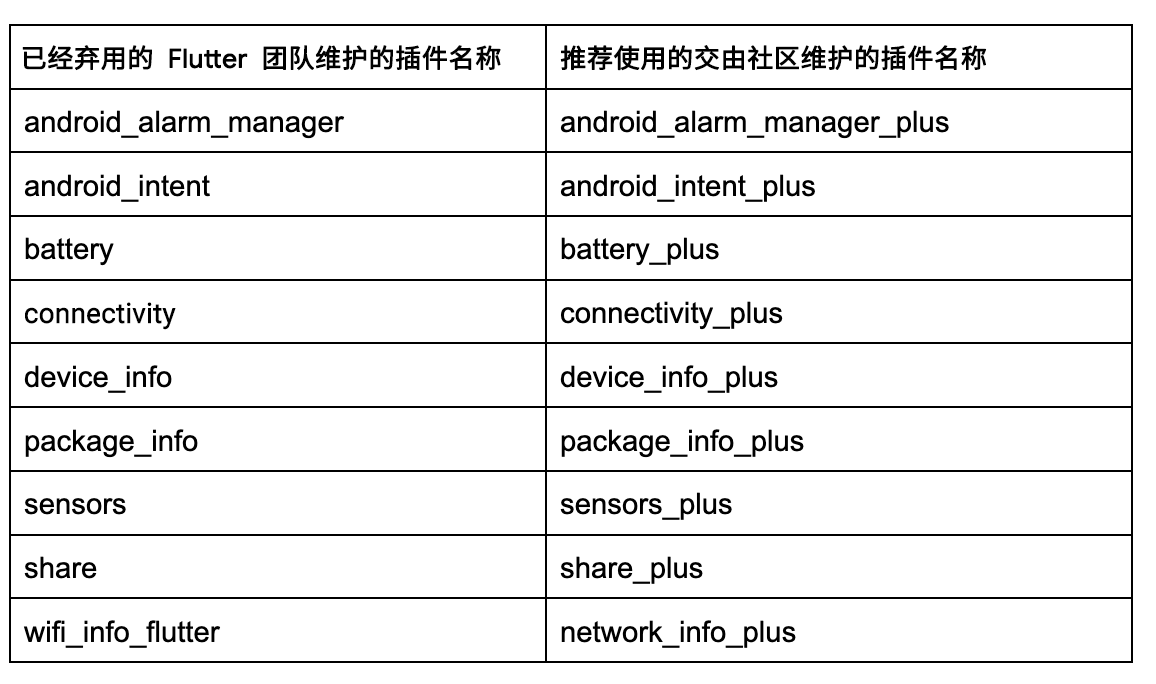 已经弃用的 Flutter 团队维护的插件名称 推荐使用的交由社区维护的插件名称
android_alarm_manager android_alarm_manager_plus
android_intent android_intent_plus
battery battery_plus
connectivity connectivity_plus
device_info device_info_plus
package_info package_info_plus
sensors sensors_plus
share share_plus
wifi_info_flutter network_info_plus